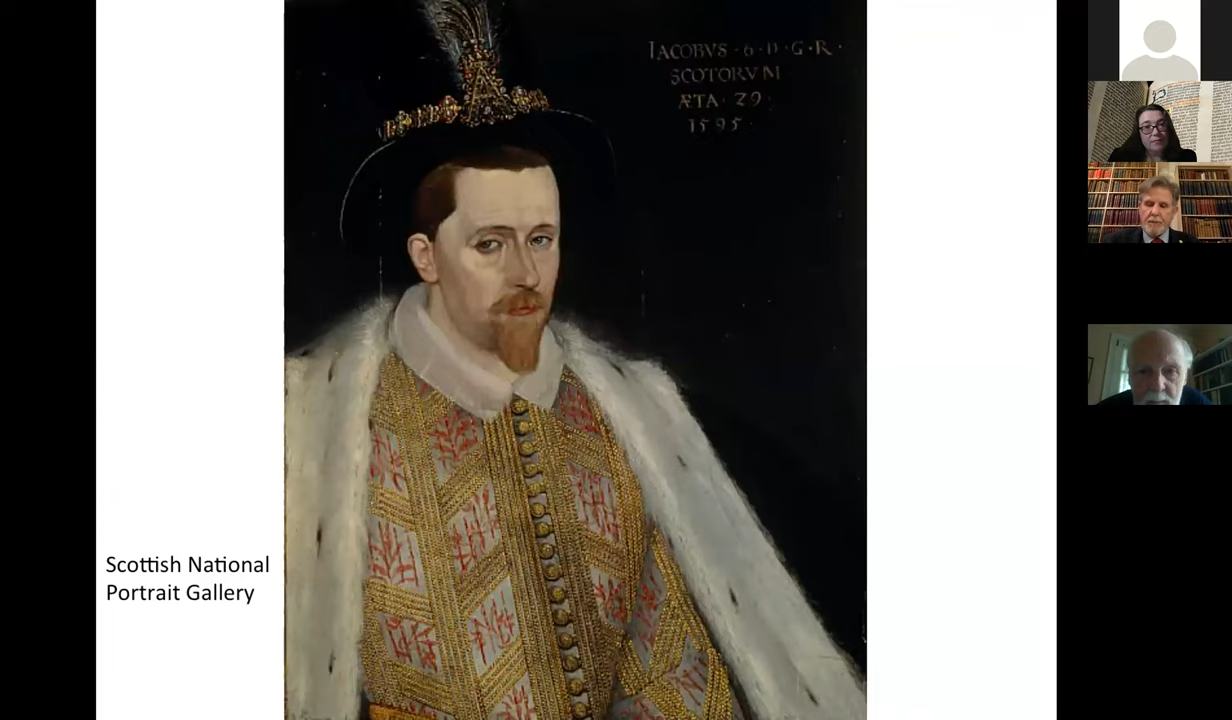 IACOBVS · 6 · D · G · R ·
SCOTORVM
ÆTA · 29 ·
1595 ·
Scottish National
Portrait Gallery